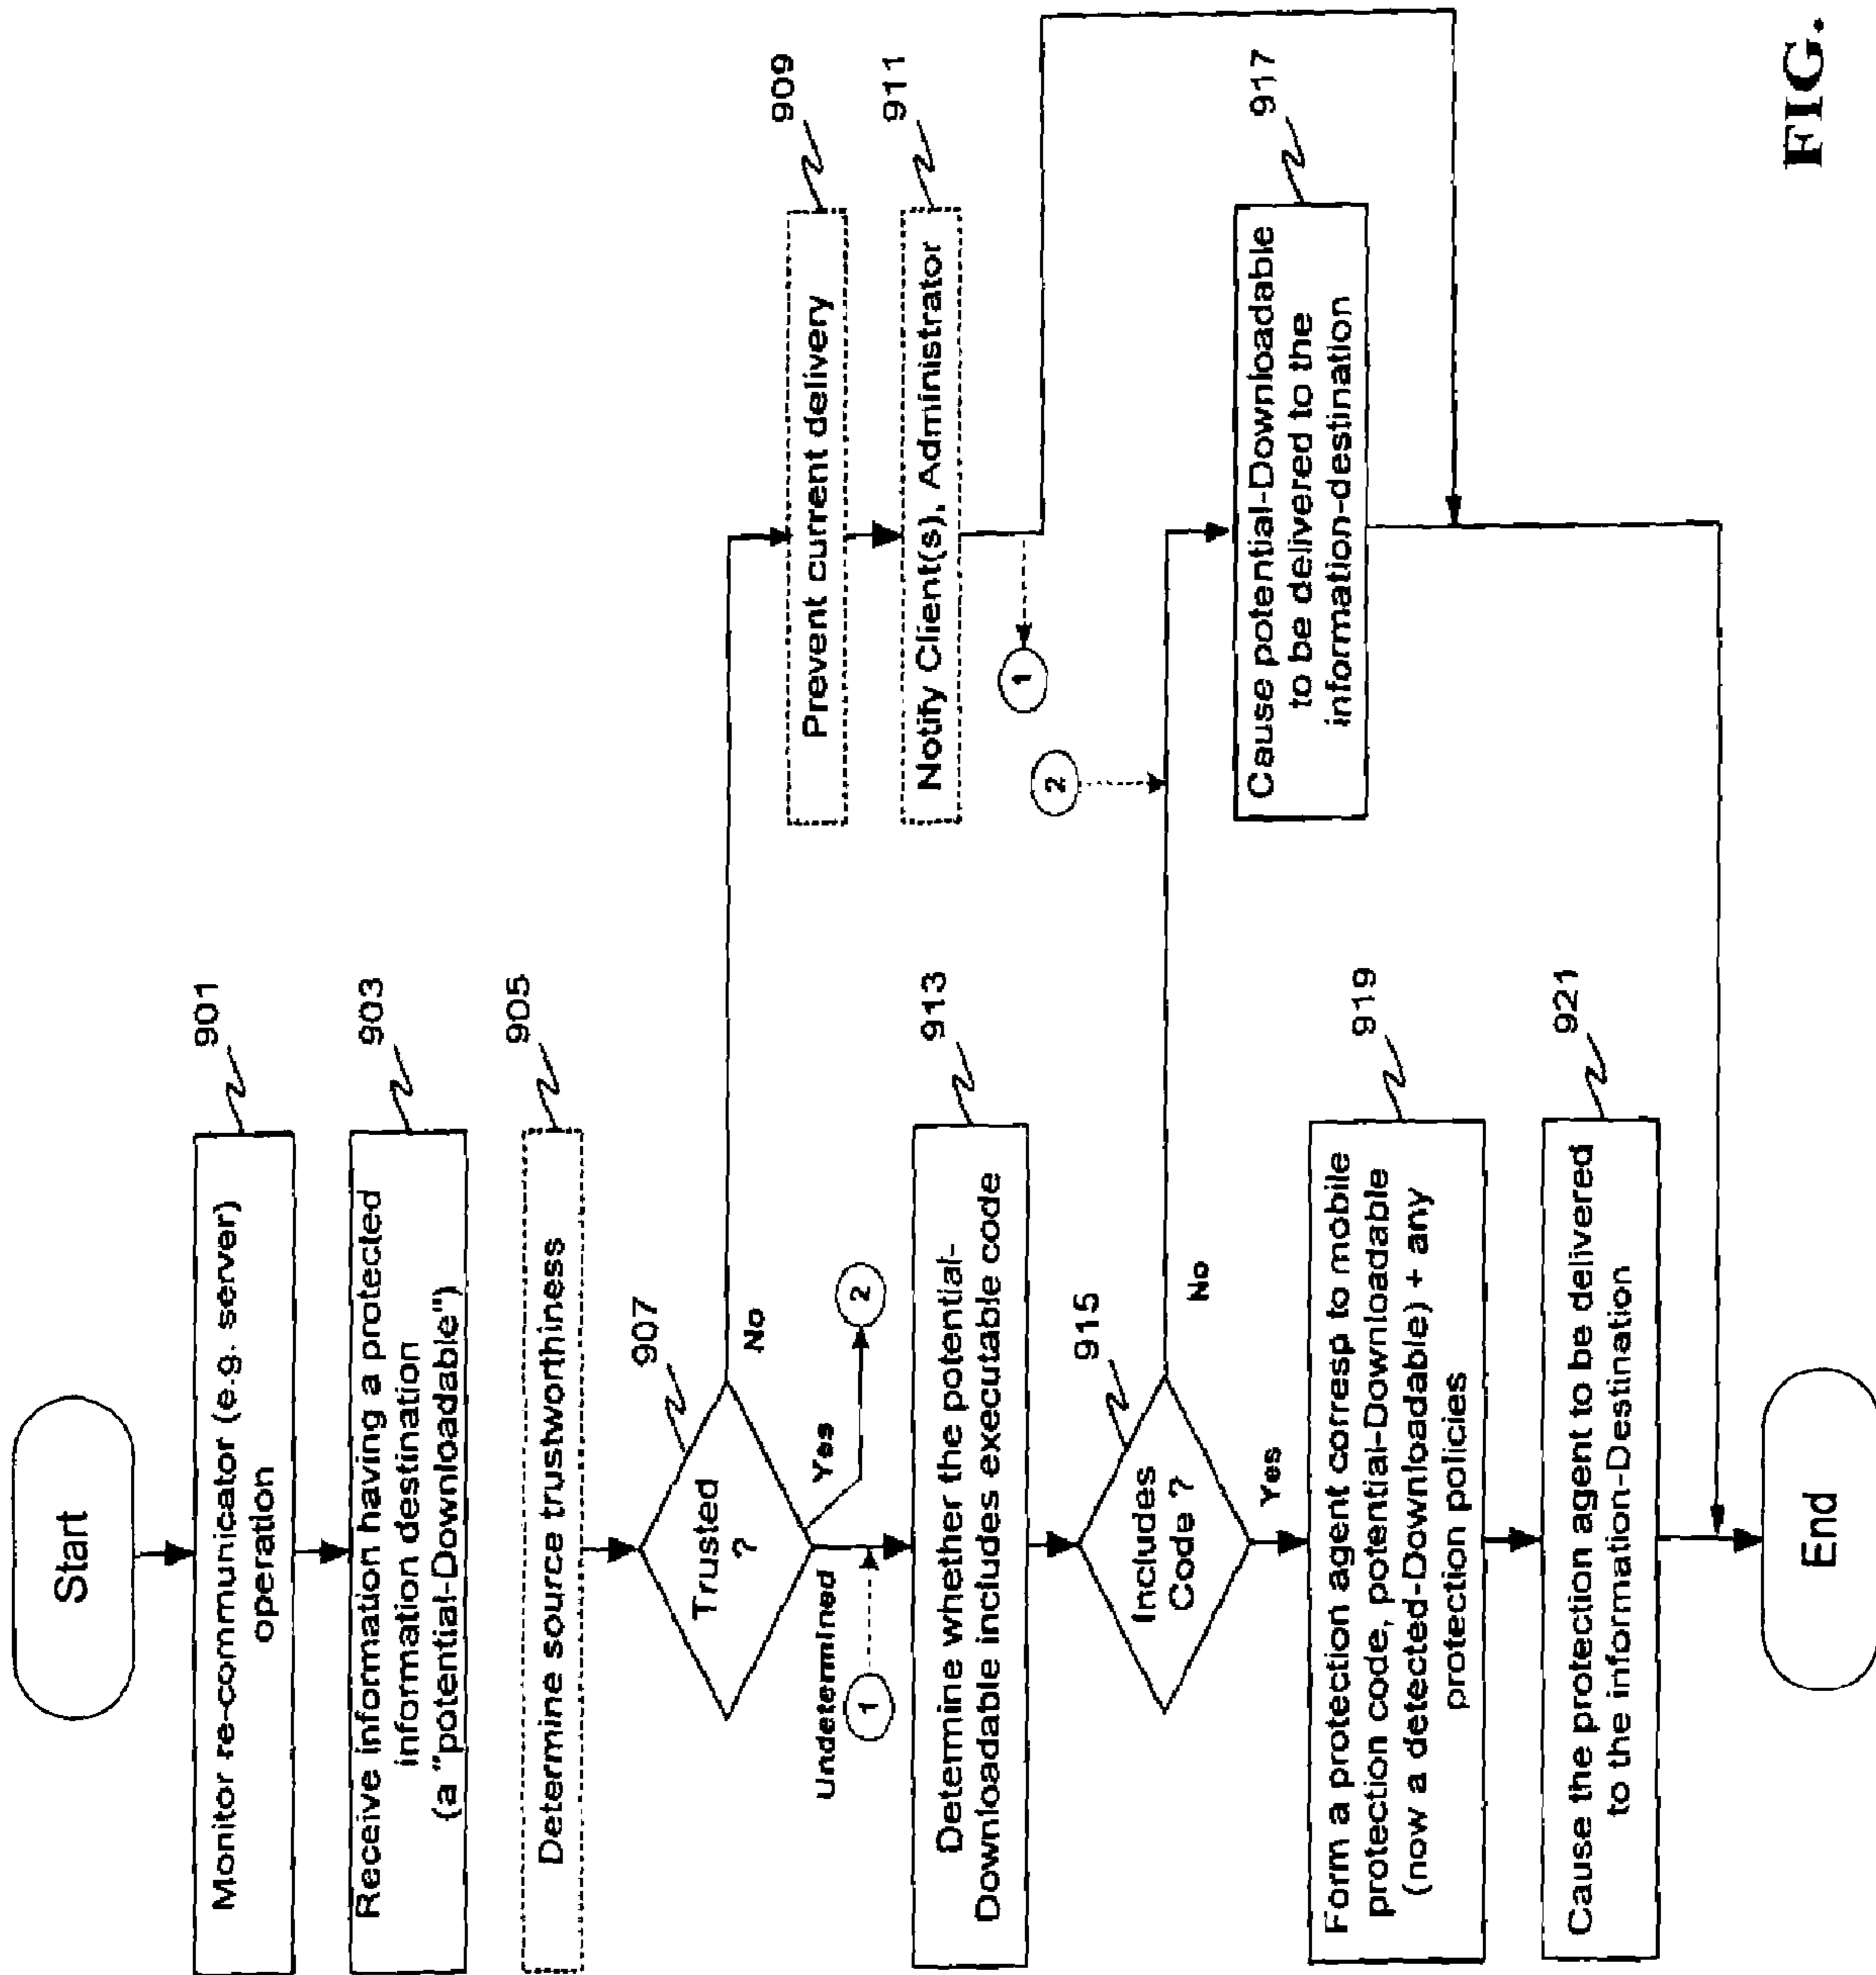 Start
901
Monitor re-communicator (e.g. server)
operation
903
Receive information having a protected
information destination
(a "potential-Downloadable")
905
Determine source trustworthiness
907
Trusted
?
No
Yes
2
Undetermined
1
909
Prevent current delivery
911
Notify Client(s), Administrator
1
913
Determine whether the potential-
Downloadable includes executable code
915
Includes
Code ?
No
Yes
2
917
Cause potential-Downloadable
to be delivered to the
information-destination
919
Form a protection agent corresp to mobile
protection code, potential-Downloadable
(now a detected-Downloadable) + any
protection policies
921
Cause the protection agent to be delivered
to the information-Destination
End
FIG.